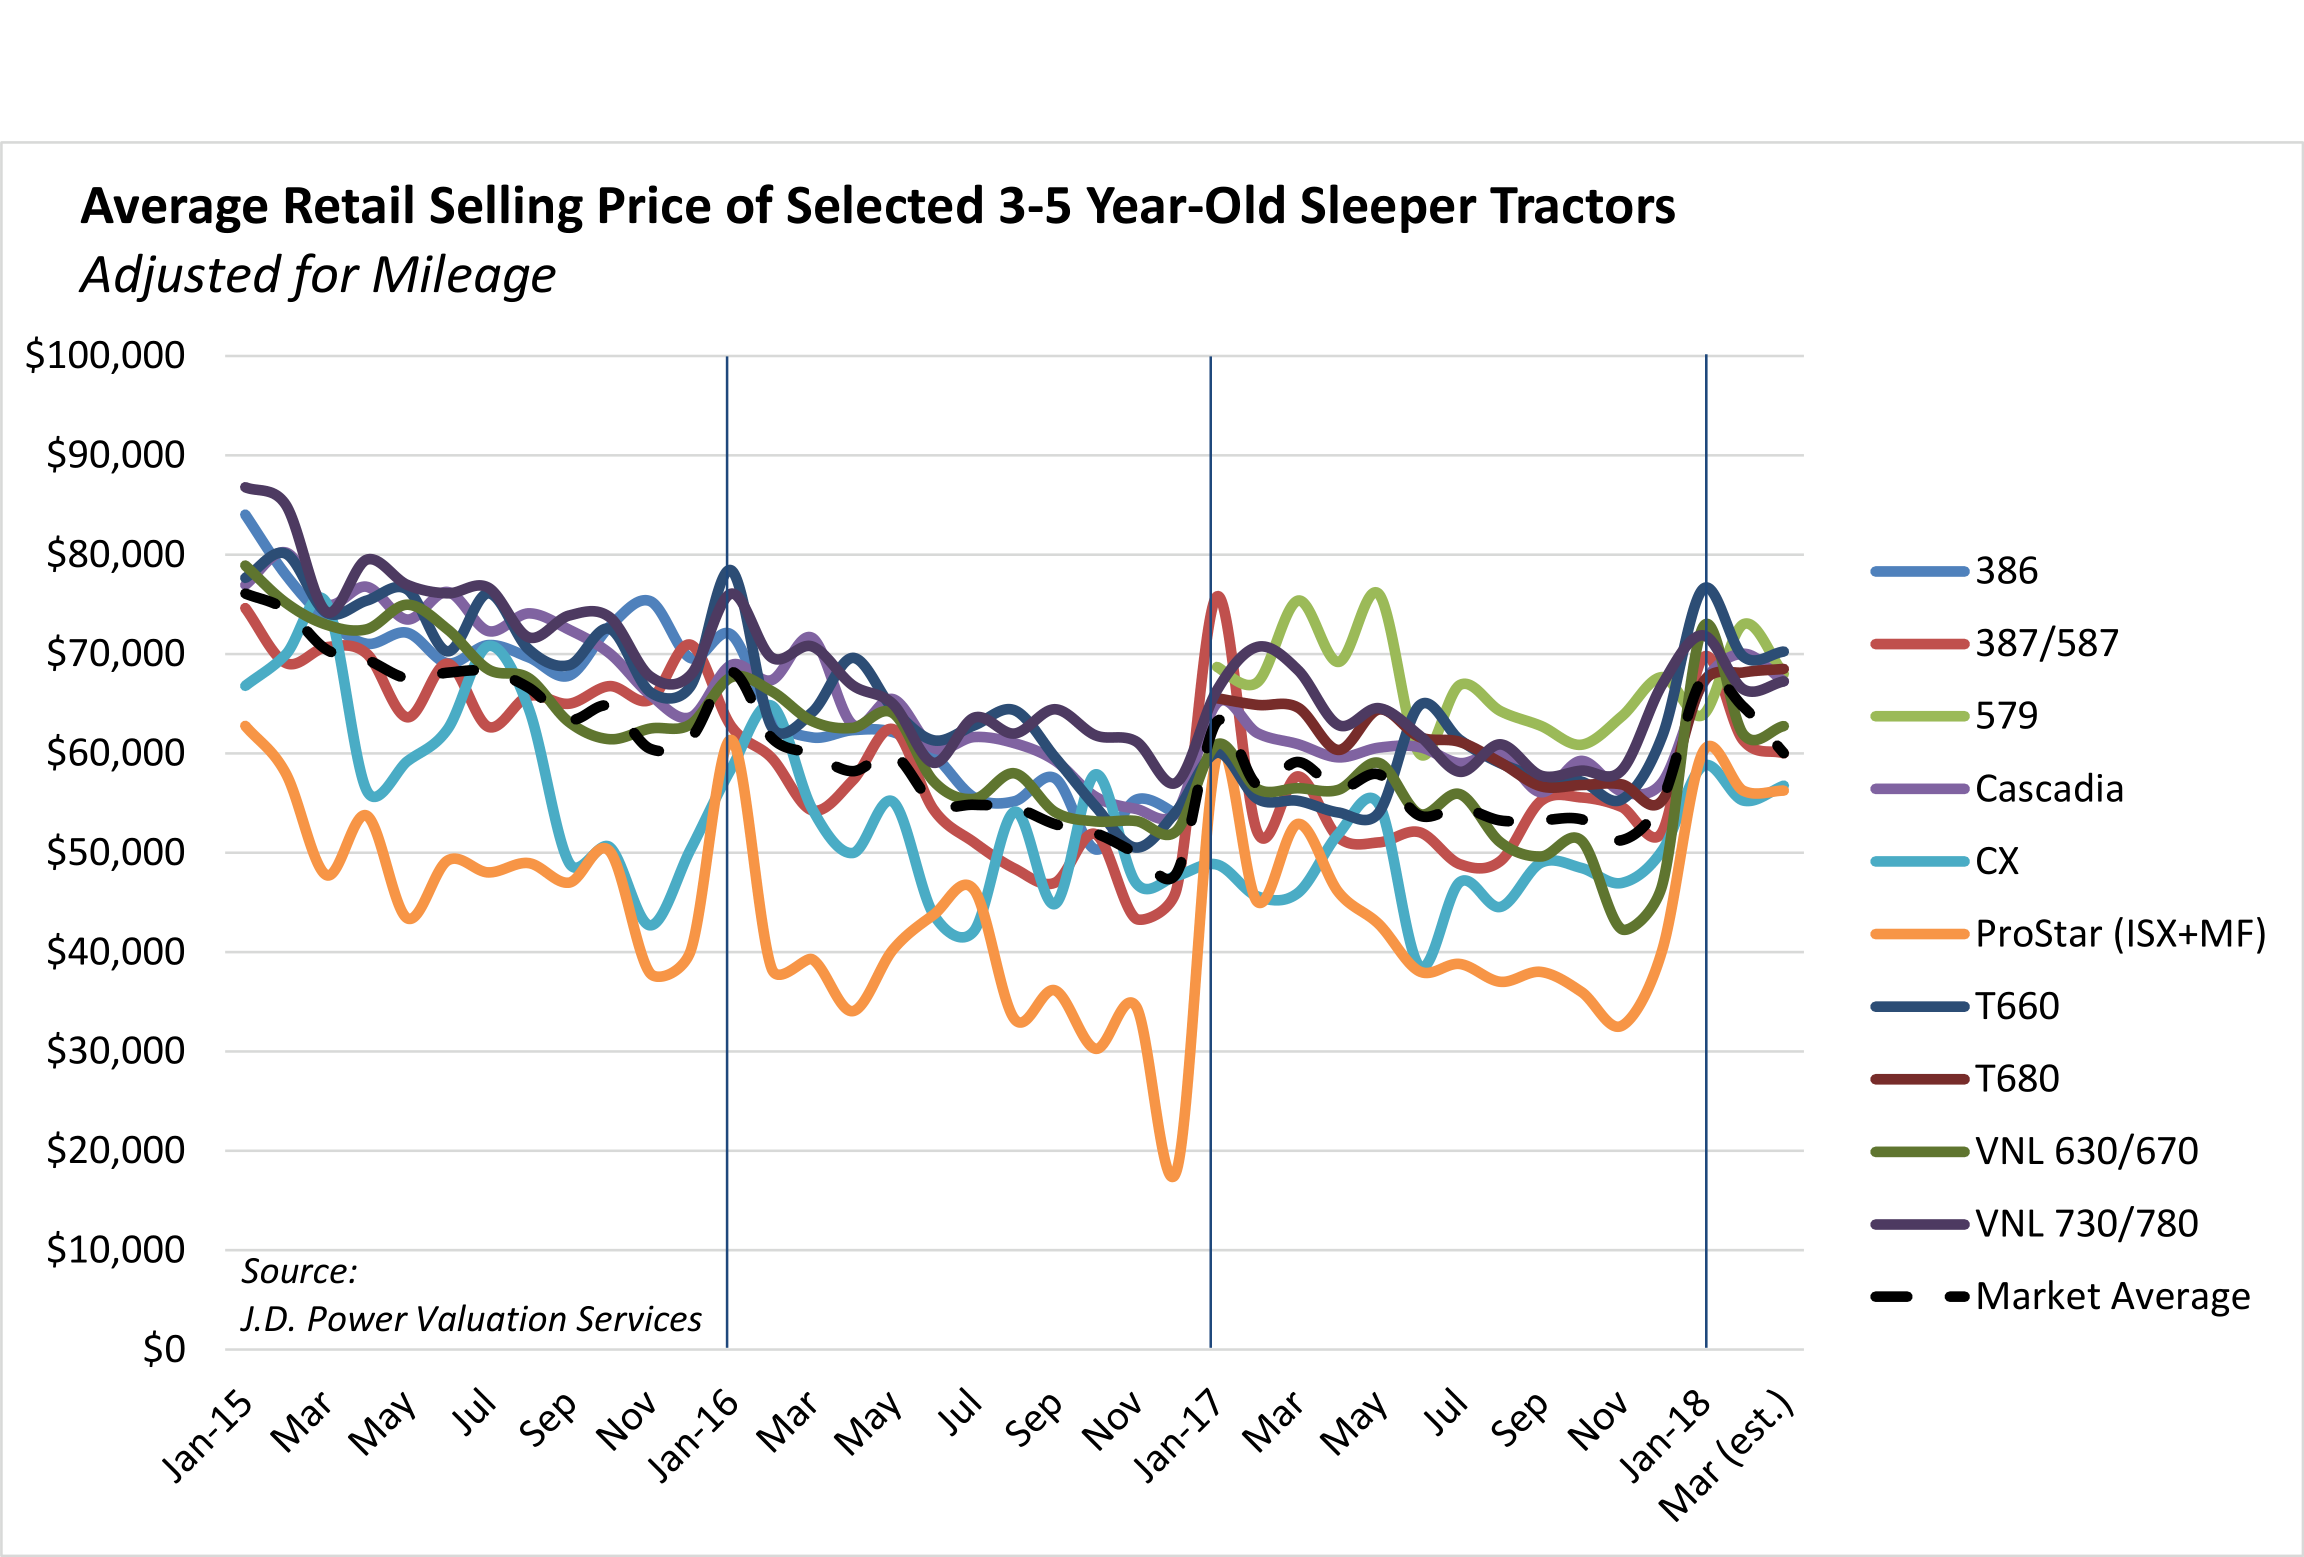 Average Retail Selling Price of Selected 3-5 Year-Old Sleeper Tractors
Adjusted for Mileage
$100,000
$90,000
$80,000
$70,000
$60,000
$50,000
$40,000
$30,000
$20,000
$10,000
$0
Source:
J.D. Power Valuation Services
Jan-15
Mar
May
Jul
Sep
Nov
Jan-16
Mar
May
Jul
Sep
Nov
Jan-17
Mar
May
Jul
Sep
Nov
Jan-18
Mar (est.)
386
387/587
579
Cascadia
CX
ProStar (ISX+MF)
T660
T680
VNL 630/670
VNL 730/780
Market Average